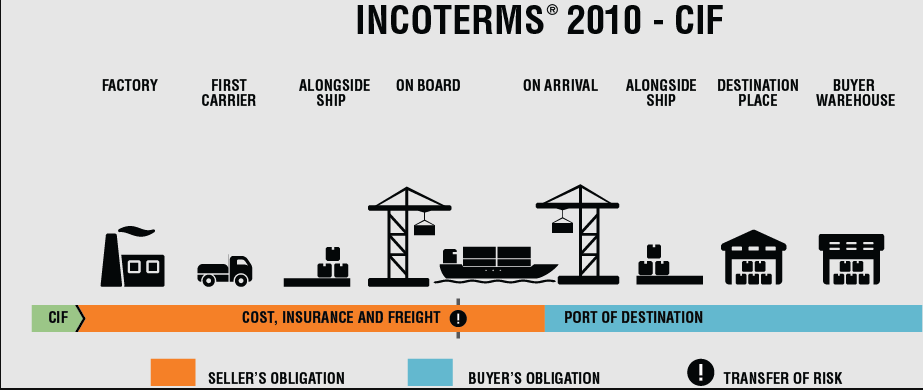 INCOTERMS® 2010 - CIF
FACTORY
FIRST
CARRIER
ALONGSIDE
SHIP
ON BOARD
ON ARRIVAL
ALONGSIDE
SHIP
DESTINATION
PLACE
BUYER
WAREHOUSE
CIF
COST, INSURANCE AND FREIGHT
!
PORT OF DESTINATION
SELLER'S OBLIGATION
BUYER'S OBLIGATION
!
TRANSFER OF RISK